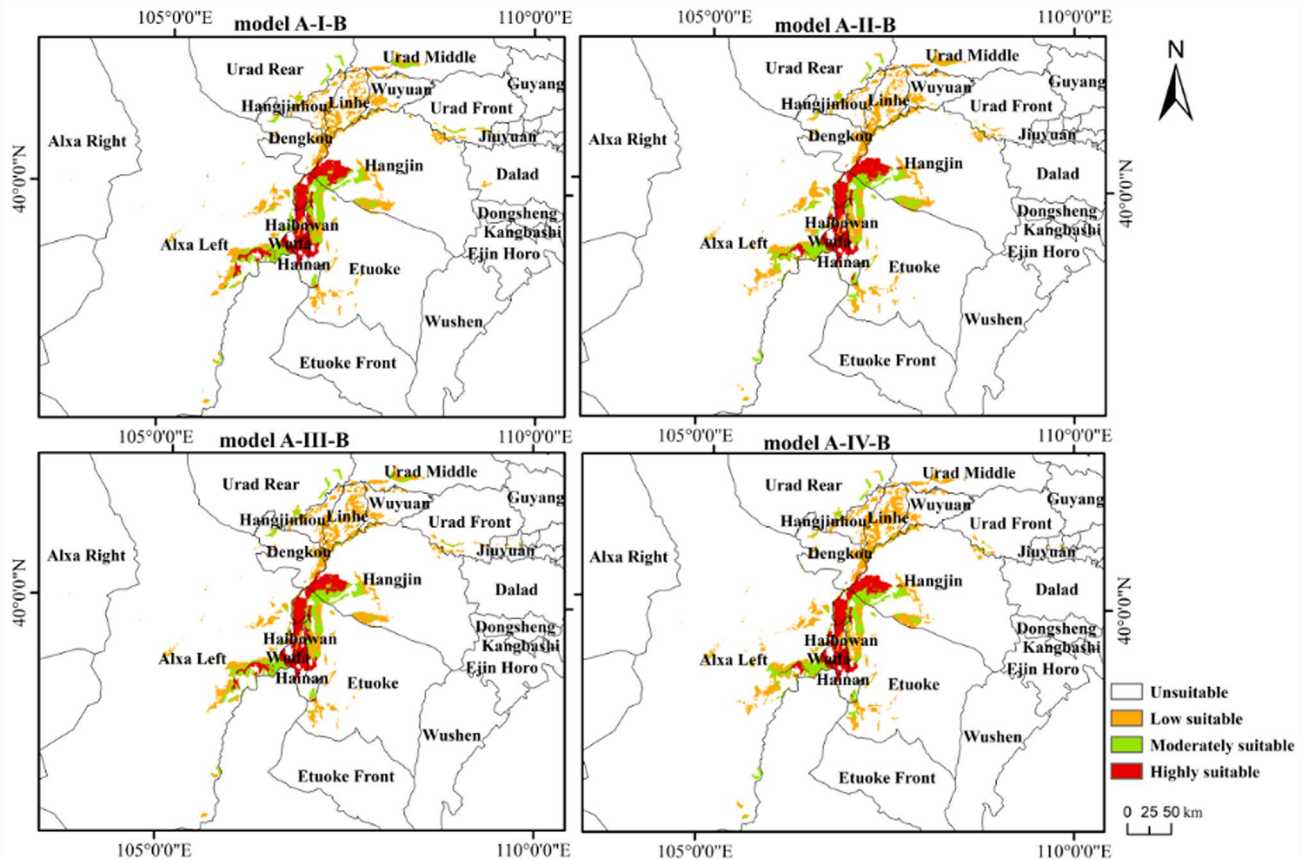 105°0'0"E 110°0'0"E 105°0'0"E 110°0'0"E
model A-I-B model A-II-B
N
Urad Middle
Urad Rear
Wuyuan
Guyang
Hangjinhou
Linhe
Urad Front
Alxa Right
Dengkou
Jiuyuan
Hangjin
Dalad
40°0'0"N
Dongsheng
Haibowan
Kangbashi
Alxa Left
Wuda
Ejin Horo
Hainan
Etuoke
Wushen
Etuoke Front
Urad Middle
Urad Rear
Wuyuan
Guyang
Hangjinhou
Linhe
Urad Front
Alxa Right
Dengkou
Jiuyuan
Hangjin
Dalad
40°0'0"N
Dongsheng
Haibowan
Kangbashi
Alxa Left
Wuda
Ejin Horo
Hainan
Etuoke
Wushen
Etuoke Front
105°0'0"E 110°0'0"E 105°0'0"E 110°0'0"E
model A-III-B model A-IV-B
Urad Middle
Urad Rear
Wuyuan
Guyang
Hangjinhou
Linhe
Urad Front
Alxa Right
Dengkou
Jiuyuan
Hangjin
Dalad
40°0'0"N
Dongsheng
Haibowan
Kangbashi
Alxa Left
Wuda
Ejin Horo
Hainan
Etuoke
Wushen
Etuoke Front
Urad Middle
Urad Rear
Wuyuan
Guyang
Hangjinhou
Linhe
Urad Front
Alxa Right
Dengkou
Jiuyuan
Hangjin
Dalad
40°0'0"N
Dongsheng
Haibowan
Kangbashi
Alxa Left
Wuda
Ejin Horo
Hainan
Etuoke
Wushen
Etuoke Front
Unsuitable
Low suitable
Moderately suitable
Highly suitable
0 25 50 km
105°0'0"E 110°0'0"E 105°0'0"E 110°0'0"E